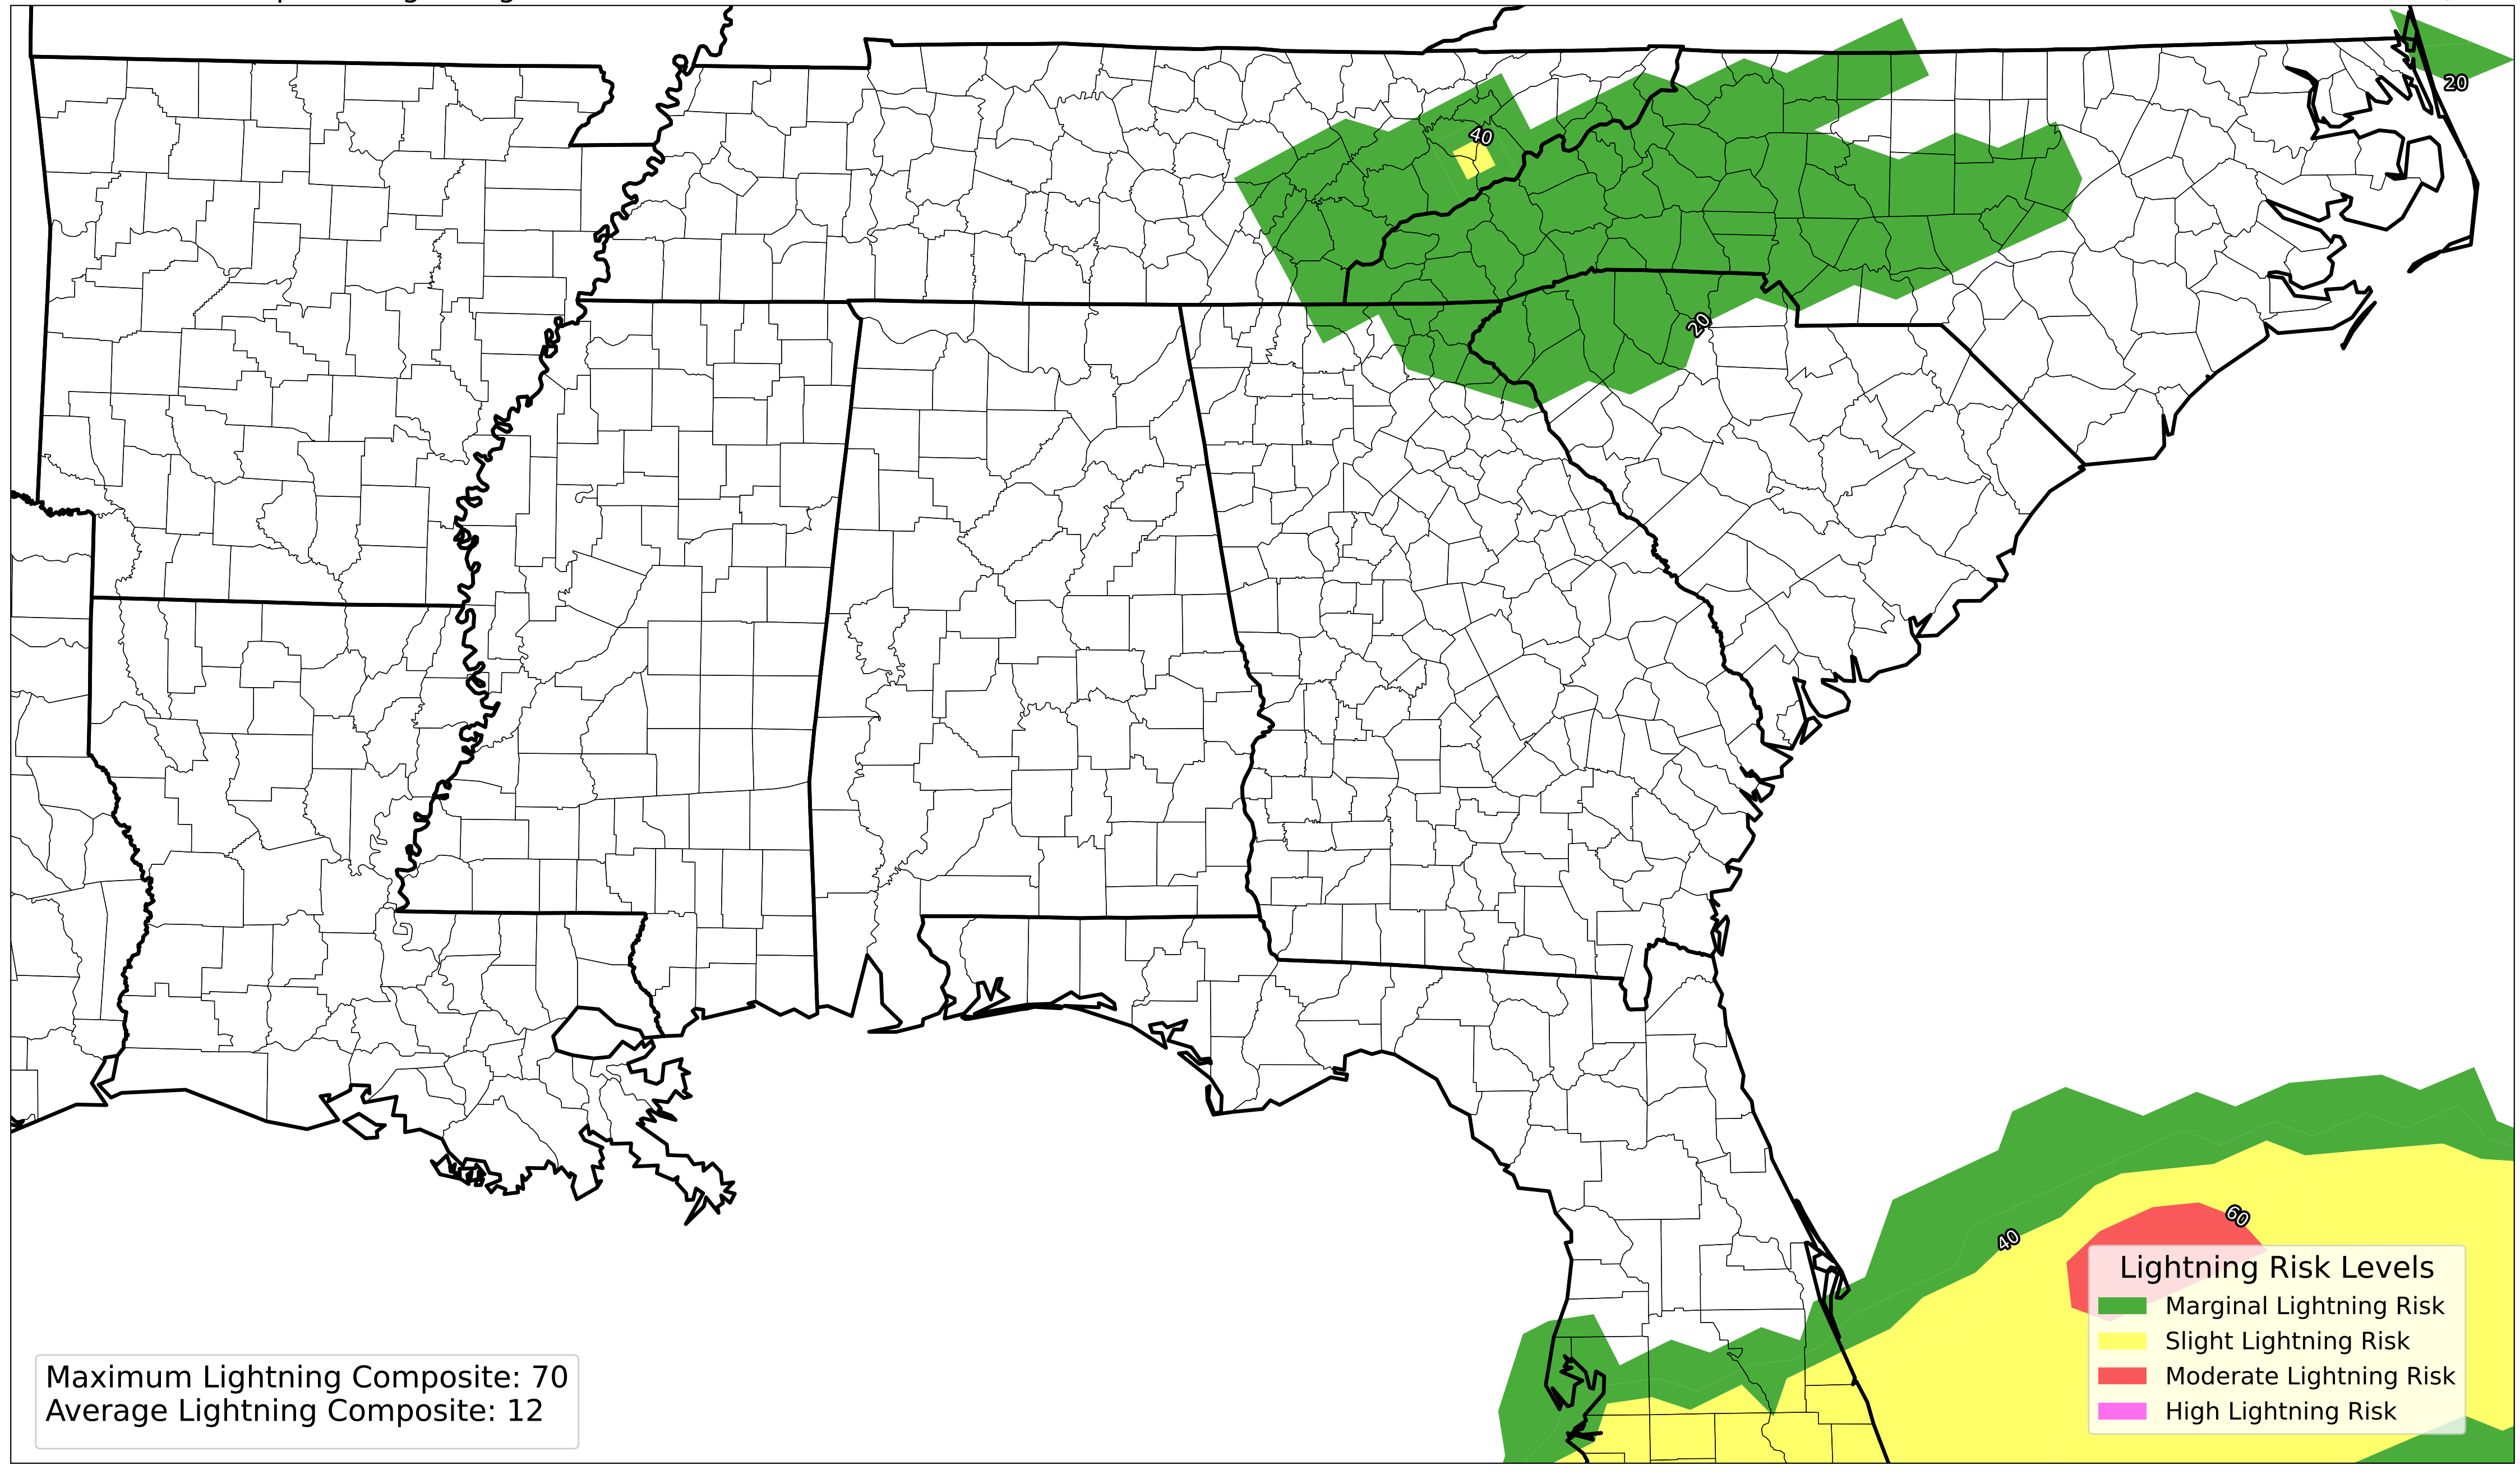 20
40
20
60
40
Lightning Risk Levels
Marginal Lightning Risk
Slight Lightning Risk
Moderate Lightning Risk
High Lightning Risk
Maximum Lightning Composite: 70
Average Lightning Composite: 12